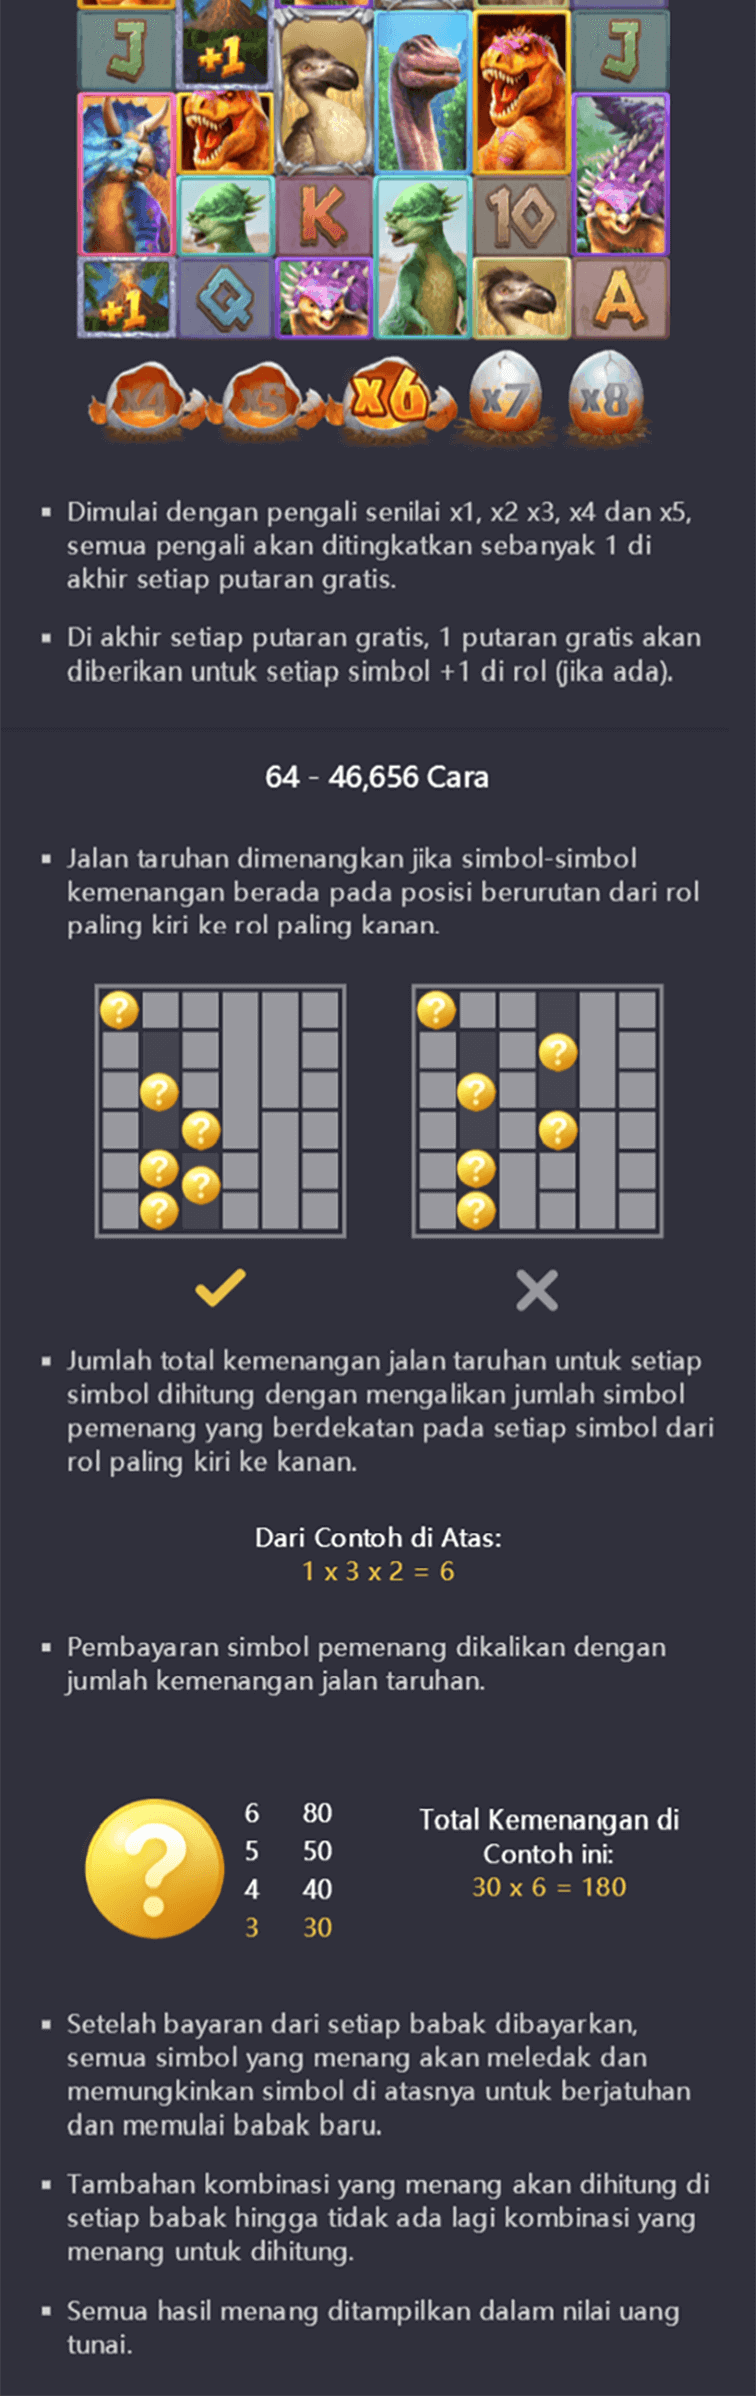 J +1 J
K 10
+1 Q A
x4 x5 x6 x7 x8
Dimulai dengan pengali senilai x1, x2 x3, x4 dan x5,
semua pengali akan ditingkatkan sebanyak 1 di
akhir setiap putaran gratis.
Di akhir setiap putaran gratis, 1 putaran gratis akan
diberikan untuk setiap simbol +1 di rol (jika ada).
64 - 46,656 Cara
Jalan taruhan dimenangkan jika simbol-simbol
kemenangan berada pada posisi berurutan dari rol
paling kiri ke rol paling kanan.
? ?
?
? ?
? ?
? ?
? ? ?
Jumlah total kemenangan jalan taruhan untuk setiap
simbol dihitung dengan mengalikan jumlah simbol
pemenang yang berdekatan pada setiap simbol dari
rol paling kiri ke kanan.
Dari Contoh di Atas:
1 x 3 x 2 = 6
Pembayaran simbol pemenang dikalikan dengan
jumlah kemenangan jalan taruhan.
?
6 80
5 50
4 40
3 30
Total Kemenangan di
Contoh ini:
30 x 6 = 180
Setelah bayaran dari setiap babak dibayarkan,
semua simbol yang menang akan meledak dan
memungkinkan simbol di atasnya untuk berjatuhan
dan memulai babak baru.
Tambahan kombinasi yang menang akan dihitung di
setiap babak hingga tidak ada lagi kombinasi yang
menang untuk dihitung.
Semua hasil menang ditampilkan dalam nilai uang
tunai.